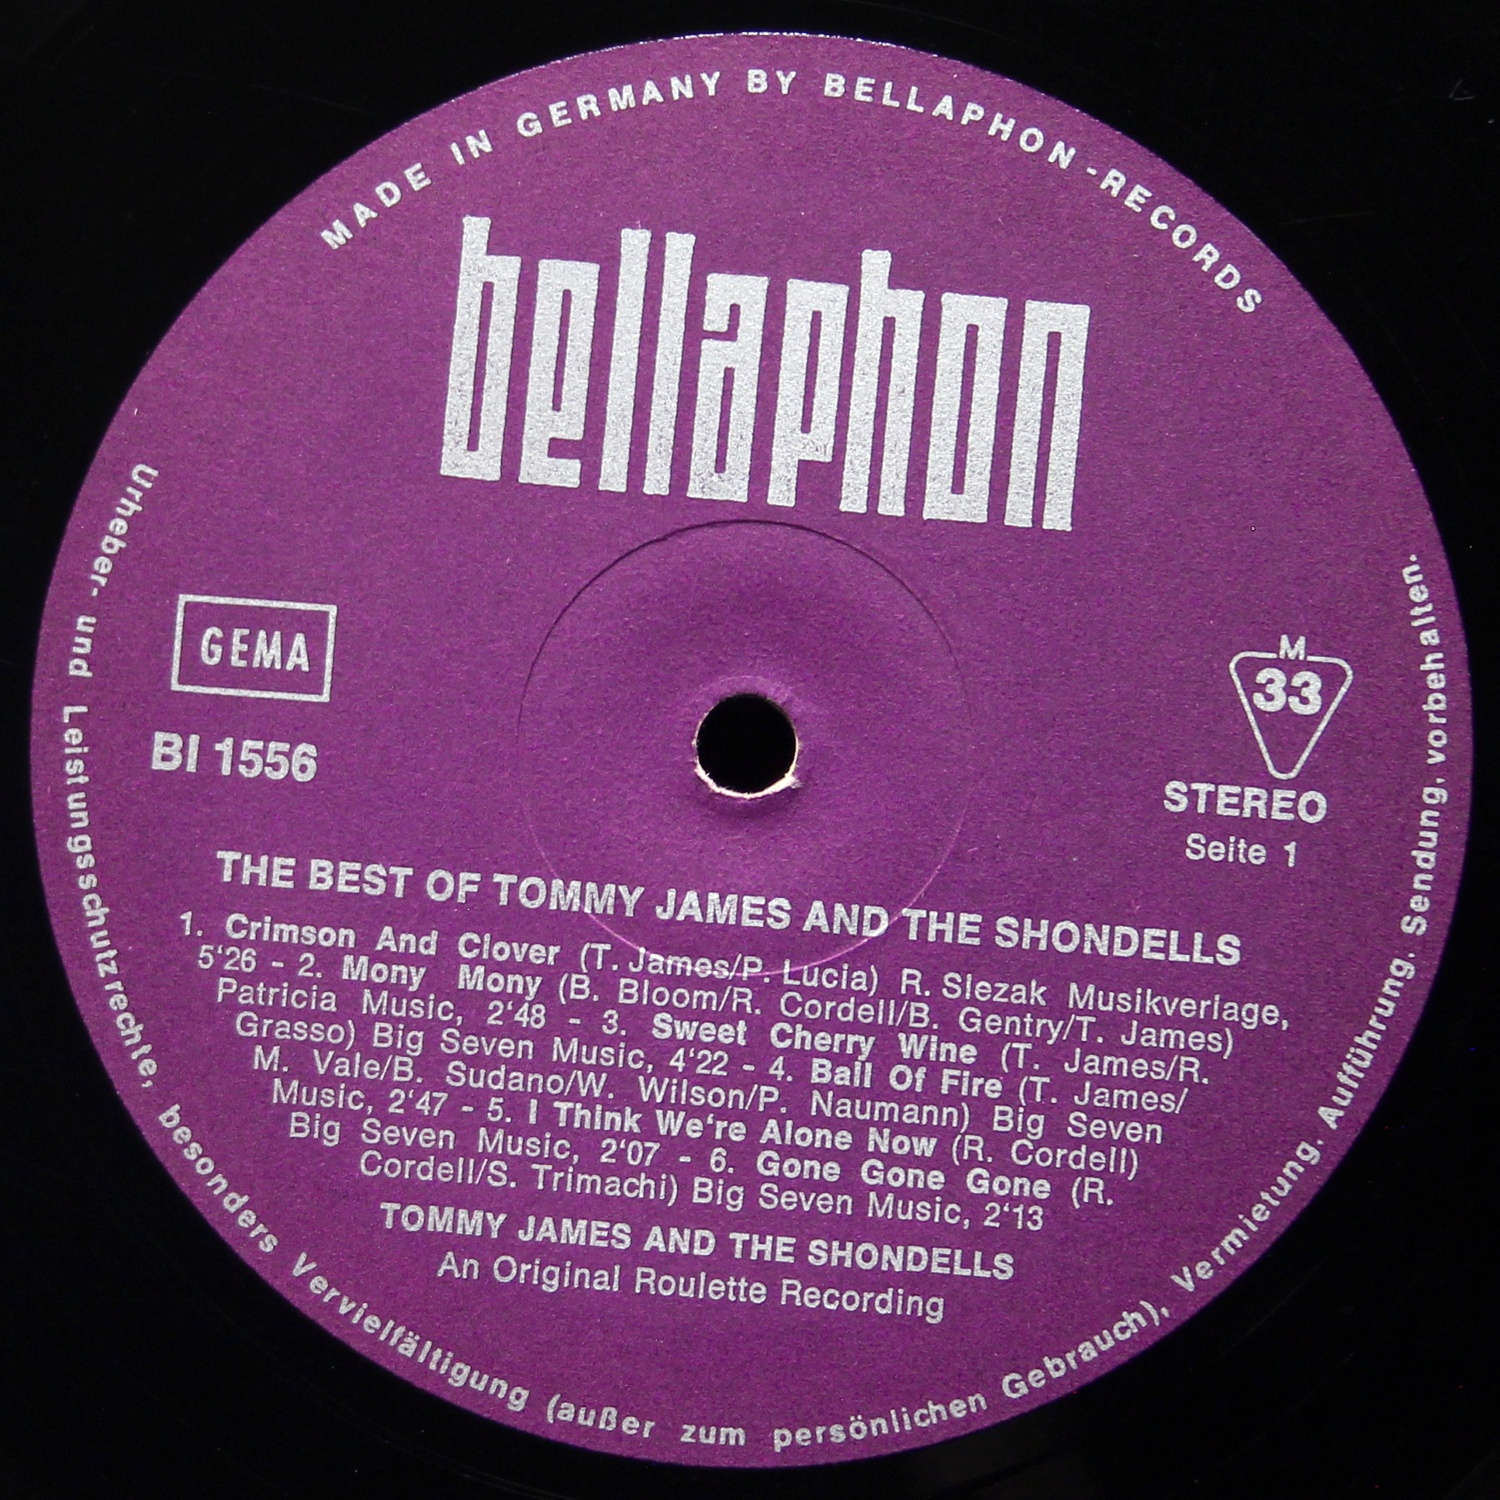 MADE IN GERMANY BY BELLAPHON-RECORDS
bellaphon
GEMA
BI 1556
M
33
STEREO
Seite 1
THE BEST OF TOMMY JAMES AND THE SHONDELLS
1. Crimson And Clover (T. James/P. Lucia) R. Slezak Musikverlage,
5‘26 - 2. Mony Mony (B. Bloom/R. Cordell/B. Gentry/T. James)
Patricia Music, 2‘48 - 3. Sweet Cherry Wine (T. James/R.
Grasso) Big Seven Music, 4‘22 - 4. Ball Of Fire (T. James/
M. Vale/B. Sudano/W. Wilson/P. Naumann) Big Seven
Music, 2‘47 - 5. I Think We‘re Alone Now (R. Cordell)
Big Seven Music, 2‘07 - 6. Gone Gone Gone (R.
Cordell/S. Trimachi) Big Seven Music, 2‘13
TOMMY JAMES AND THE SHONDELLS
An Original Roulette Recording
Urheber- und Leistungsschutzrechte, besonders Vervielfältigung (außer zum persönlichen Gebrauch), Vermietung. Aufführung. Sendung, vorbehalten.